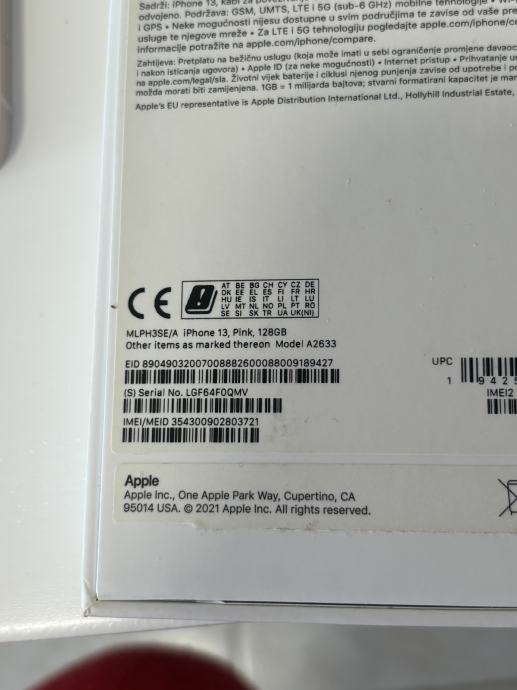 Sadrži: iPhone 13, kabl za
odvojeno. Podržava: GSM, UMTS, LTE i 5G (sub-6 GHz) mobilne tehnologije •
i GPS • Neke mogućnosti nijesu dostupne u svim područjima te zavise od vaše
usluge te njegove mreže • Za LTE i 5G tehnologiju pogledajte apple.com/iphone/
informacije potražite na apple.com/iphone/compare.
Zahtijeva: Pretplatu na bežičnu uslugu (koja može imati u sebi ograničenje promjene
i nakon isticanja ugovora) • Apple ID (za neke mogućnosti) • Internet pristup • Prihvatanje
na apple.com/legal/sla. Životni vijek baterije i ciklusi njenog punjenja zavise od upotrebe i
možda morati biti zamijenjena. 1GB = 1 milijarda bajtova; stvarni formatirani kapacitet je
Apple's EU representative is Apple Distribution International Ltd., Hollyhill Industrial Estate,
CE
AT BE BG CH CY CZ DE
DK EE EL ES FI FR HR
HU IE IS IT LI LT LU
LV MT NL NO PL PT RO
SE SI SK TR UA UK(NI)
MLPH3SE/A iPhone 13, Pink, 128GB
Other items as marked thereon Model A2633
EID 89049032007008882600088009189427
(S) Serial No. LGF64F0QMV
IMEI/MEID 354300902803721
UPC
1 9425
IMEI2
Apple
Apple Inc., One Apple Park Way, Cupertino, CA
95014 USA. © 2021 Apple Inc. All rights reserved.